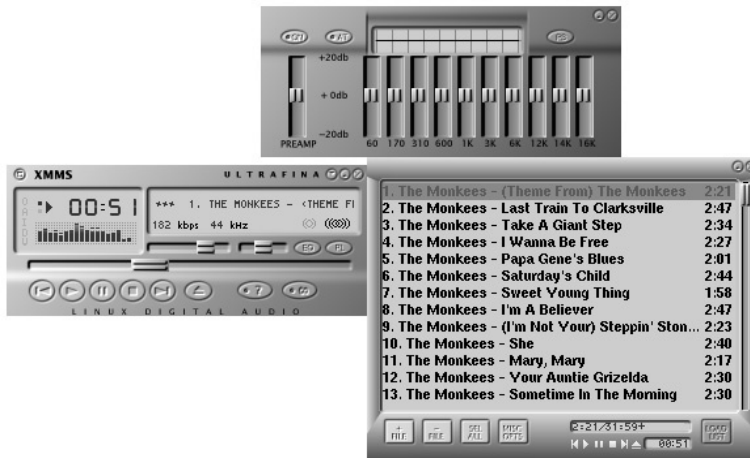 ON AT PS
+20db
+ 0db
-20db
PREAMP 60 170 310 600 1K 3K 6K 12K 14K 16K
XMMS ULTRAFINA
O A I D V
00:51
*** 1. THE MONKEES - (THEME F
182 kbps 44 kHz
EQ PL
?
LINUX DIGITAL AUDIO
1. The Monkees - (Theme From) The Monkees 2:21
2. The Monkees - Last Train To Clarksville 2:47
3. The Monkees - Take A Giant Step 2:34
4. The Monkees - I Wanna Be Free 2:27
5. The Monkees - Papa Gene's Blues 2:01
6. The Monkees - Saturday's Child 2:44
7. The Monkees - Sweet Young Thing 1:58
8. The Monkees - I'm A Believer 2:47
9. The Monkees - (I'm Not Your) Steppin' Ston... 2:23
10. The Monkees - She 2:40
11. The Monkees - Mary, Mary 2:17
12. The Monkees - Your Auntie Grizelda 2:30
13. The Monkees - Sometime In The Morning 2:30
+ FILE
- FILE
SEL ALL
MISC OPTS
2:21/31:59+
00:51
LOAD LIST